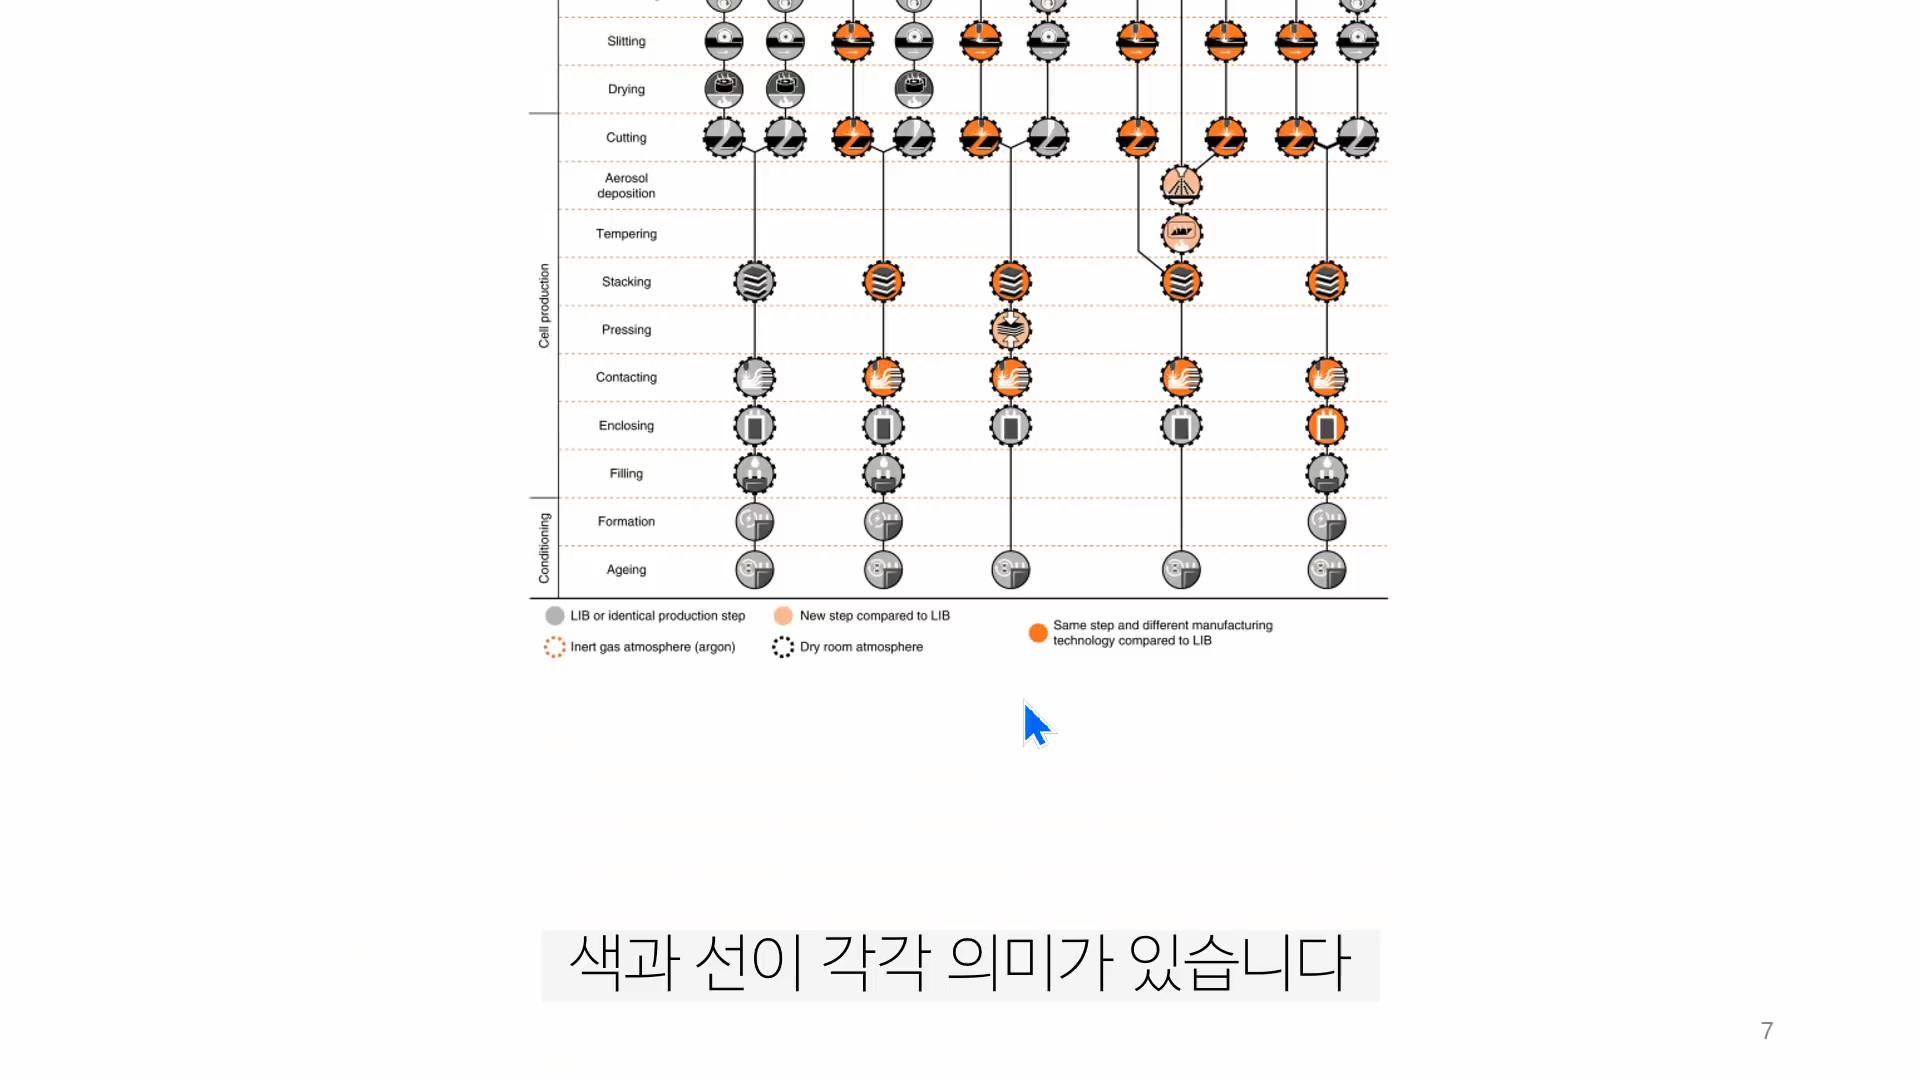 Slitting
Drying
Cutting
Aerosol
deposition
Tempering
Stacking
Pressing
Contacting
Enclosing
Filling
Formation
Ageing
Cell production
Conditioning
LIB or identical production step
New step compared to LIB
Same step and different manufacturing
technology compared to LIB
Inert gas atmosphere (argon)
Dry room atmosphere
색과 선이 각각 의미가 있습니다
7